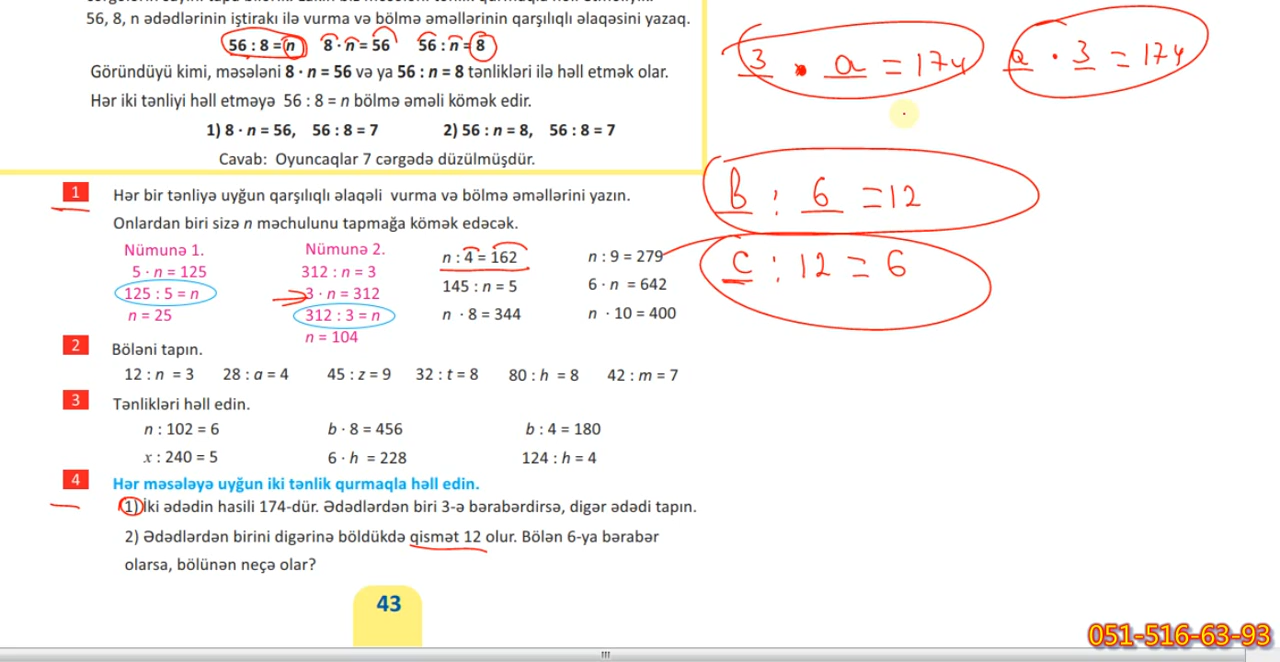 56, 8, n ədədlərinin iştirakı ilə vurma və bölmə əməllərinin qarşılıqlı əlaqəsini yazaq.
56 : 8 = n   8 · n = 56   56 : n = 8
Göründüyü kimi, məsələni 8 · n = 56 və ya 56 : n = 8 tənlikləri ilə həll etmək olar.
Hər iki tənliyi həll etməyə 56 : 8 = n bölmə əməli kömək edir.
1) 8 · n = 56, 56 : 8 = 7   2) 56 : n = 8, 56 : 8 = 7
Cavab: Oyuncaqlar 7 cərgədə düzülmüşdür.
3 · a = 174   a · 3 = 174
B : 6 = 12
c : 12 = 6
1 Hər bir tənliyə uyğun qarşılıqlı əlaqəli vurma və bölmə əməllərini yazın.
Onlardan biri sizə n məchulunu tapmağa kömək edəcək.
Nümunə 1.
5 · n = 125
125 : 5 = n
n = 25
Nümunə 2.
312 : n = 3
3 · n = 312
312 : 3 = n
n = 104
n : 4 = 162
145 : n = 5
n · 8 = 344
n : 9 = 279
6 · n = 642
n · 10 = 400
2 Böləni tapın.
12 : n = 3   28 : a = 4   45 : z = 9   32 : t = 8   80 : h = 8   42 : m = 7
3 Tənlikləri həll edin.
n : 102 = 6   b · 8 = 456   b : 4 = 180
x : 240 = 5   6 · h = 228   124 : h = 4
4 Hər məsələyə uyğun iki tənlik qurmaqla həll edin.
1) İki ədədin hasili 174-dür. Ədədlərdən biri 3-ə bərabərdirsə, digər ədədi tapın.
2) Ədədlərdən birini digərinə böldükdə qismət 12 olur. Bölən 6-ya bərabər
olarsa, bölünən neçə olar?
43
051-516-63-93